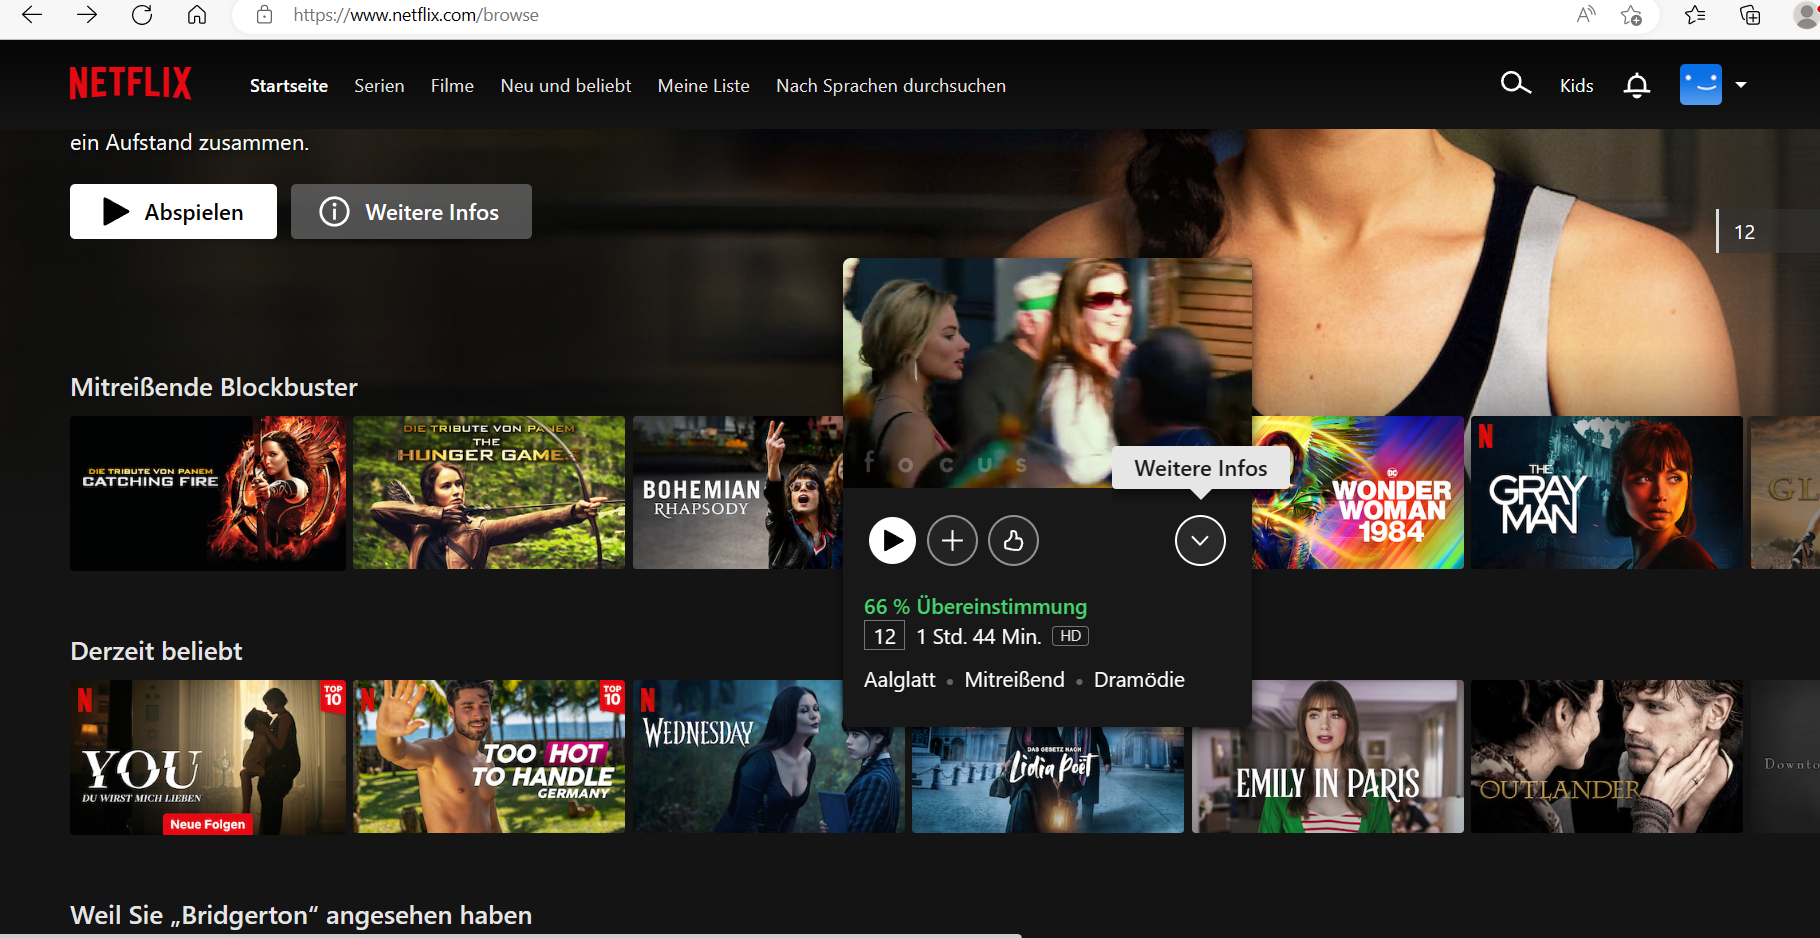 https://www.netflix.com/browse
NETFLIX
Startseite
Serien
Filme
Neu und beliebt
Meine Liste
Nach Sprachen durchsuchen
Kids
ein Aufstand zusammen.
Abspielen
Weitere Infos
12
Mitreißende Blockbuster
DIE TRIBUTE VON PANEM
CATCHING FIRE
DIE TRIBUTE VON PANEM
THE
HUNGER GAMES
BOHEMIAN
RHAPSODY
focus
Weitere Infos
DC
WONDER
WOMAN
1984
N
THE
GRAY
MAN
GL
66 % Übereinstimmung
12 1 Std. 44 Min. HD
Aalglatt • Mitreißend • Dramödie
Derzeit beliebt
N
TOP
10
YOU
DU WIRST MICH LIEBEN
Neue Folgen
N
TOP
10
TOO HOT
TO HANDLE
GERMANY
N
WEDNESDAY
DAS GESETZ NACH
Lidia Poët
EMILY IN PARIS
OUTLANDER
Downto
Weil Sie „Bridgerton“ angesehen haben